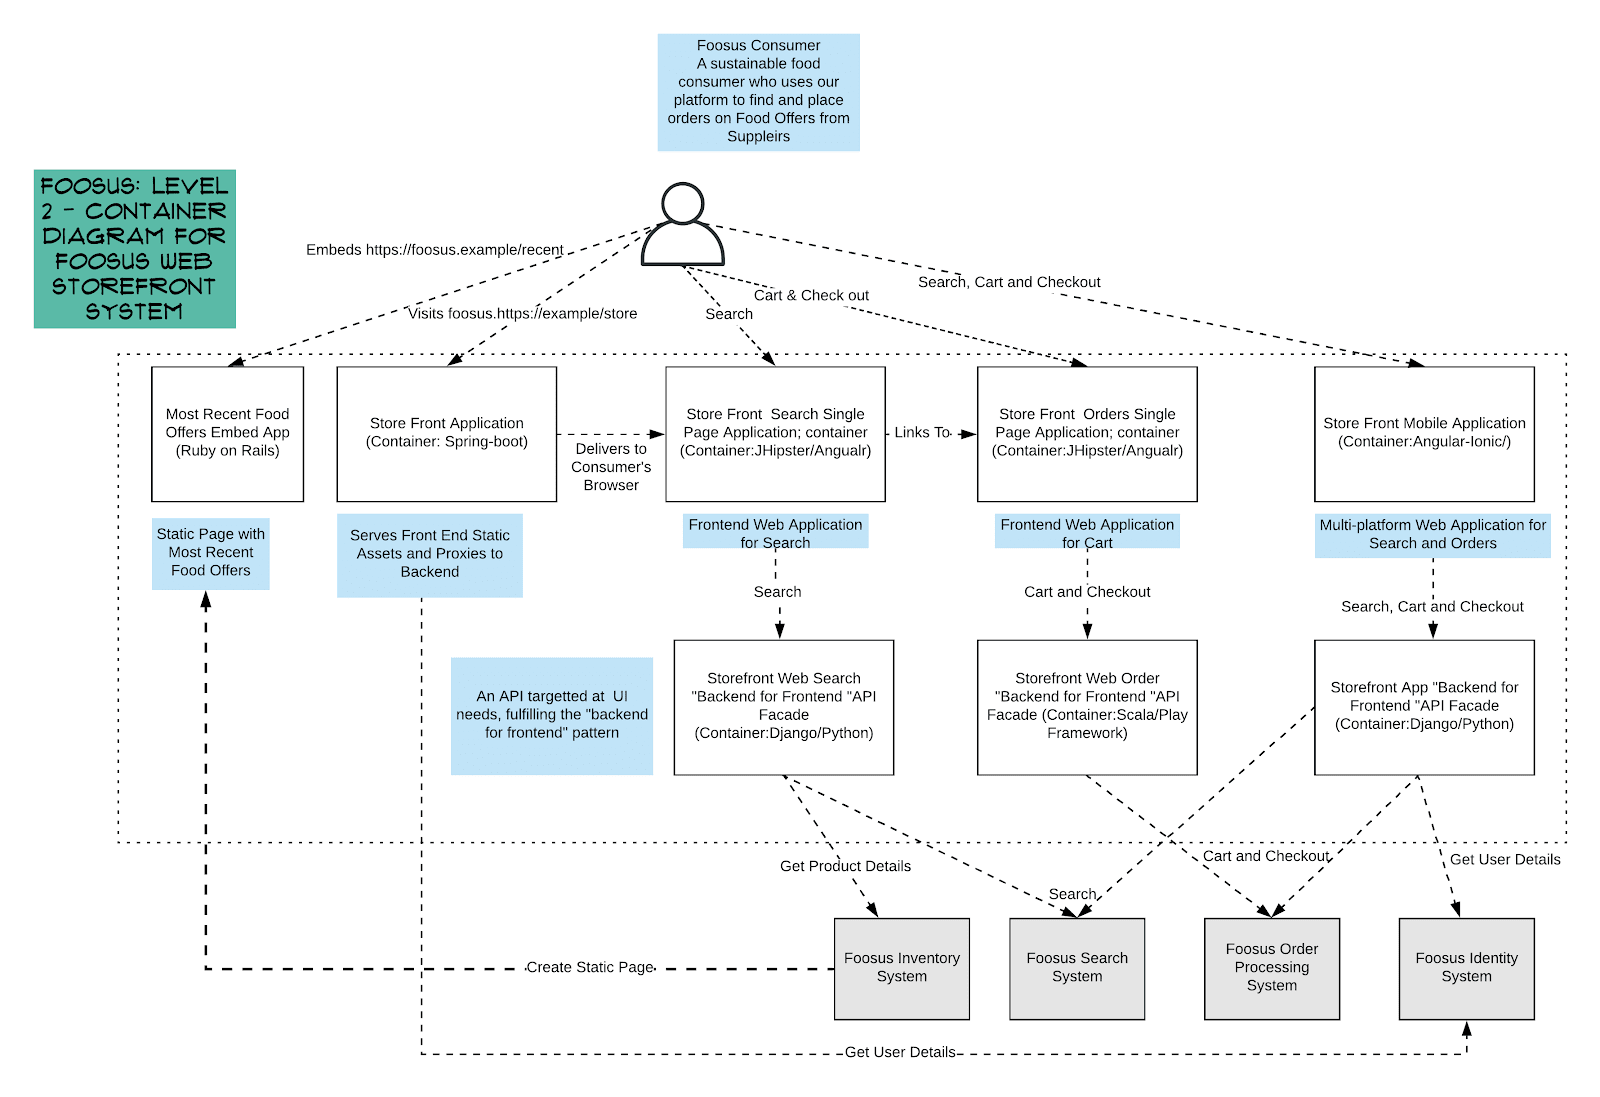 Foosus Consumer
A sustainable food
consumer who uses our
platform to find and place
orders on Food Offers from
Suppleirs
FOOSUS: LEVEL
2 - CONTAINER
DIAGRAM FOR
FOOSUS WEB
STOREFRONT
SYSTEM
Embeds https://foosus.example/recent
Visits foosus.https://example/store
Search
Cart & Check out
Search, Cart and Checkout
Most Recent Food
Offers Embed App
(Ruby on Rails)
Store Front Application
(Container: Spring-boot)
Delivers to
Consumer's
Browser
Store Front  Search Single
Page Application; container
(Container:JHipster/Angualr)
Links To
Store Front  Orders Single
Page Application; container
(Container:JHipster/Angualr)
Store Front Mobile Application
(Container:Angular-Ionic/)
Static Page with
Most Recent
Food Offers
Serves Front End Static
Assets and Proxies to
Backend
Frontend Web Application
for Search
Frontend Web Application
for Cart
Multi-platform Web Application for
Search and Orders
Search
Cart and Checkout
Search, Cart and Checkout
An API targetted at  UI
needs, fulfilling the "backend
for frontend" pattern
Storefront Web Search
"Backend for Frontend "API
Facade
(Container:Django/Python)
Storefront Web Order
"Backend for Frontend "API
Facade (Container:Scala/Play
Framework)
Storefront App "Backend for
Frontend "API Facade
(Container:Django/Python)
Get Product Details
Search
Cart and Checkout
Get User Details
Create Static Page
Foosus Inventory
System
Foosus Search
System
Foosus Order
Processing
System
Foosus Identity
System
Get User Details